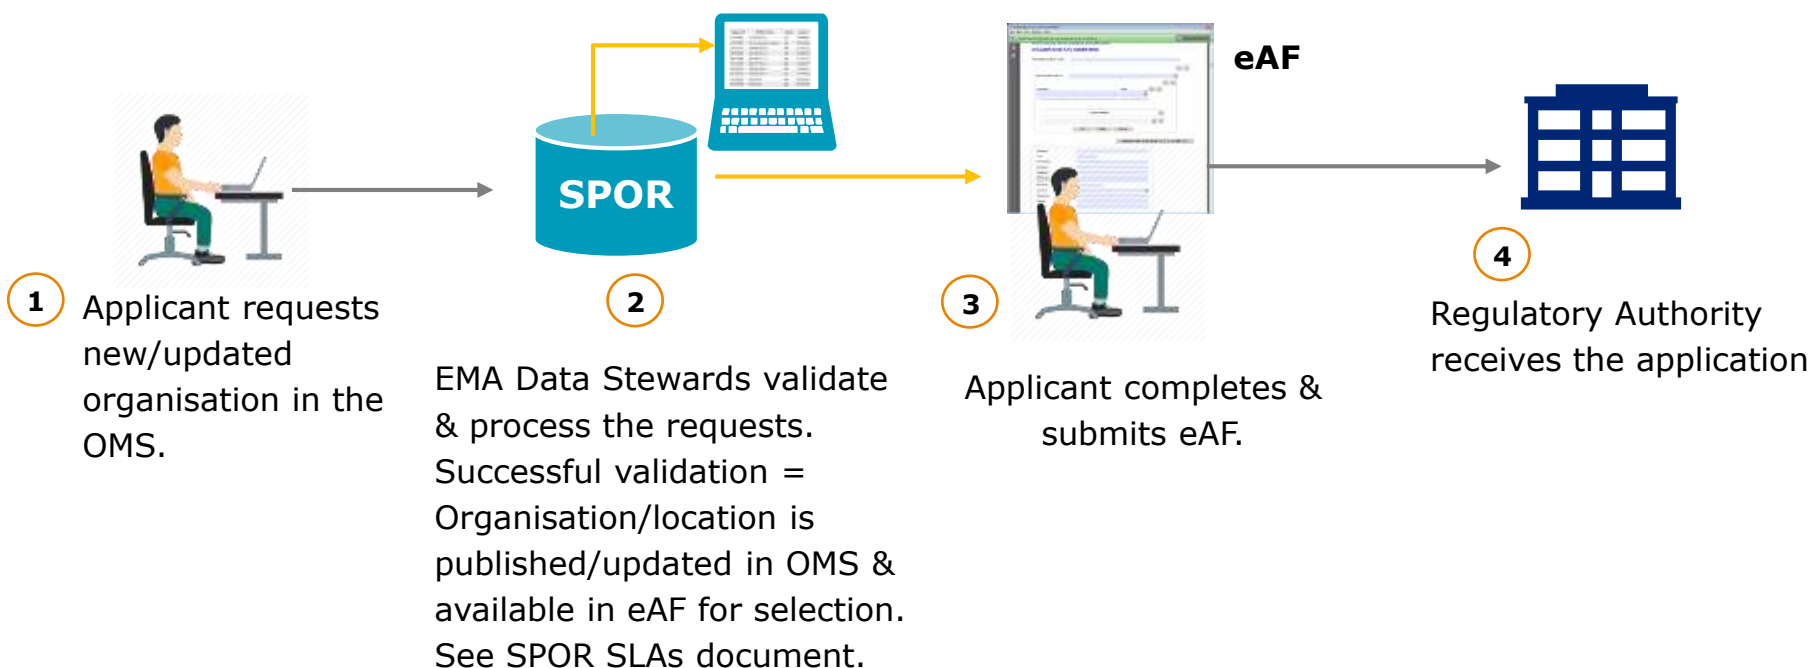 eAF
SPOR
1
Applicant requests
new/updated
organisation in the
OMS.
2
EMA Data Stewards validate
& process the requests.
Successful validation =
Organisation/location is
published/updated in OMS &
available in eAF for selection.
See SPOR SLAs document.
3
Applicant completes &
submits eAF.
4
Regulatory Authority
receives the application